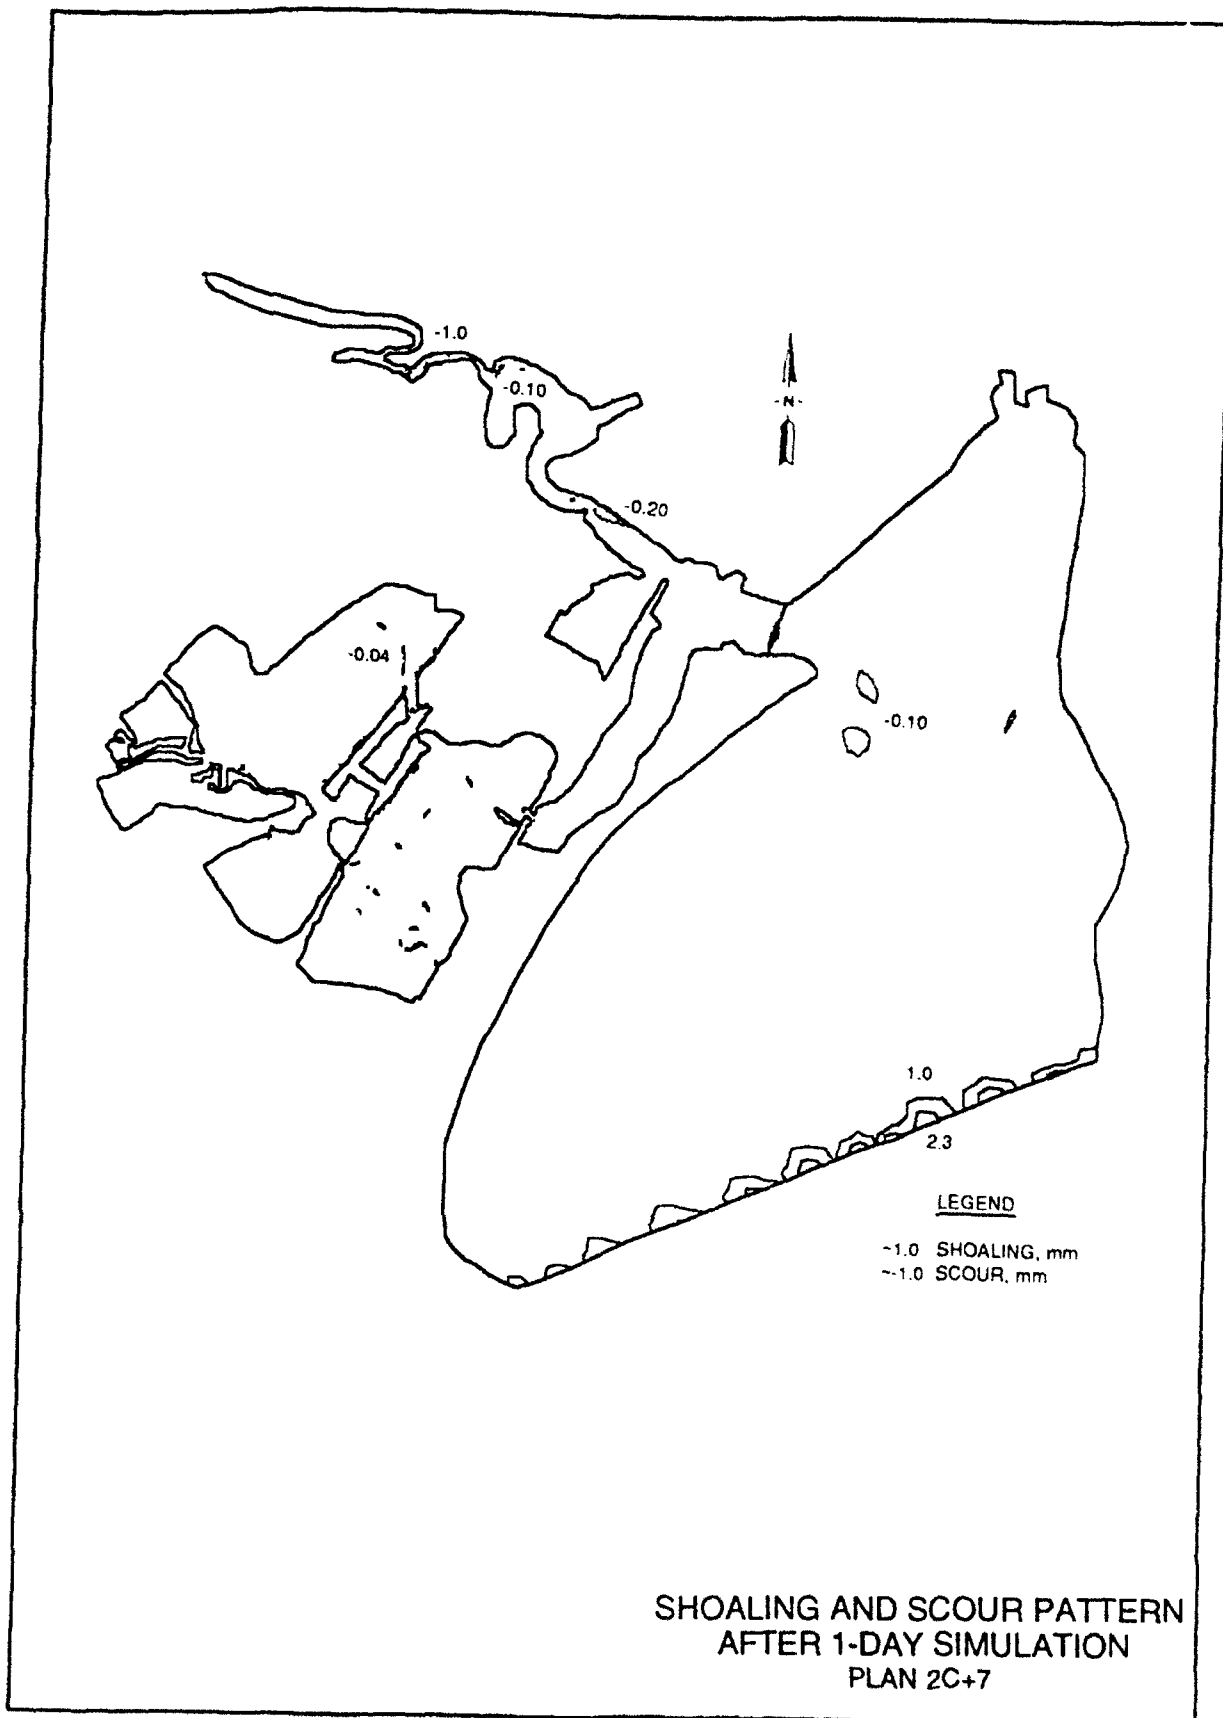 -1.0
-0.10
-N-
-0.20
-0.04
-0.10
1.0
2.3
LEGEND
~1.0 SHOALING, mm
~-1.0 SCOUR, mm
SHOALING AND SCOUR PATTERN
AFTER 1-DAY SIMULATION
PLAN 2C+7